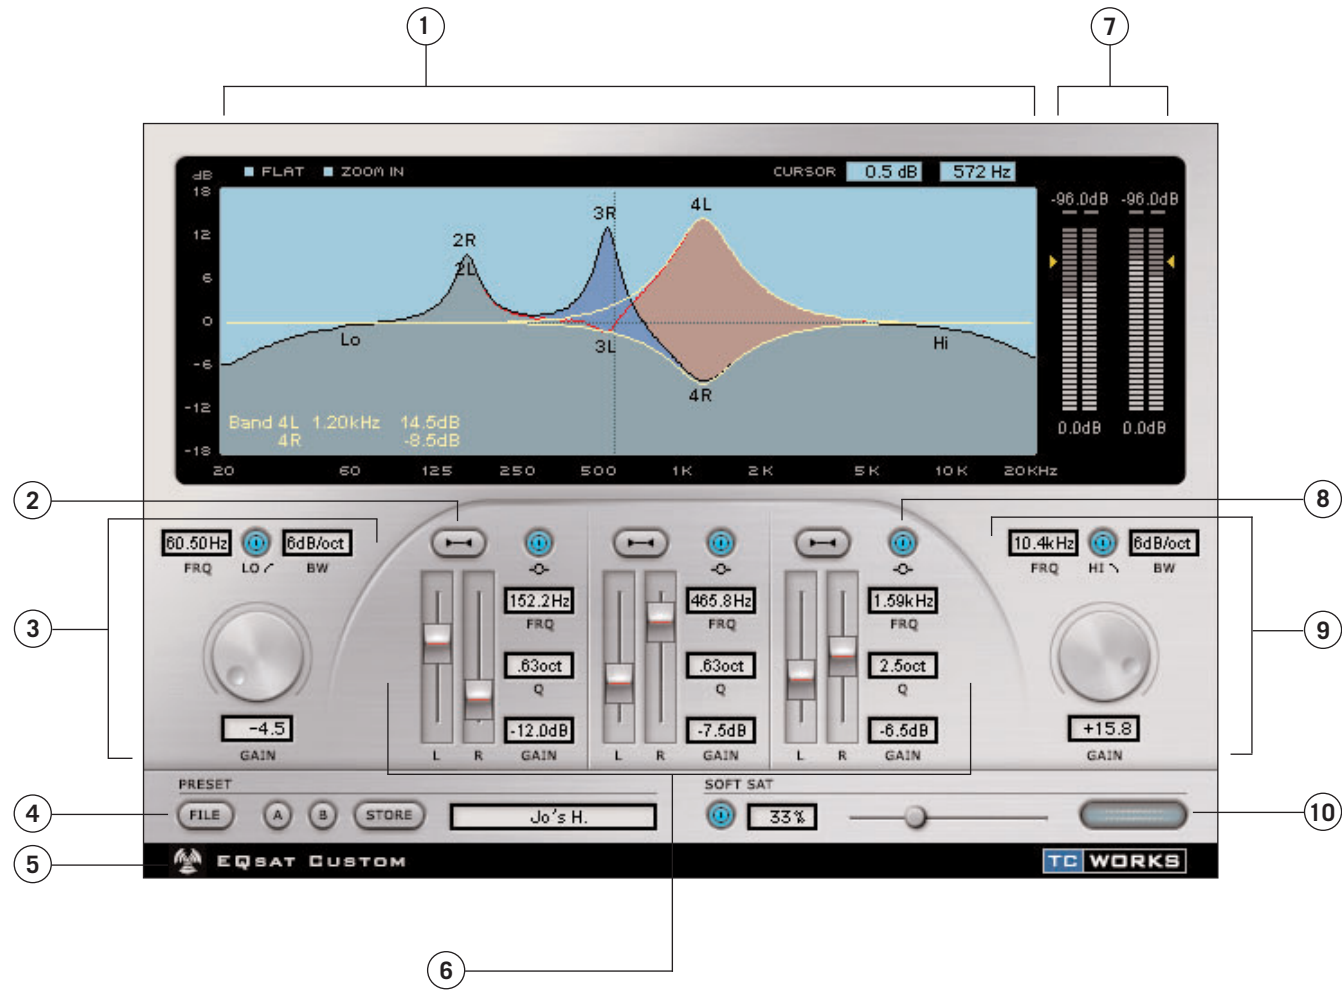 1
7
dB
FLAT
ZOOM IN
CURSOR
0.5 dB
572 Hz
18
12
6
0
-6
-12
-18
2R
2L
3R
3L
4L
4R
Lo
Hi
Band 4L 1.20kHz 14.5dB
4R -8.5dB
20 60 125 250 500 1K 2K 5K 10K 20KHz
-96.0dB -96.0dB
0.0dB 0.0dB
2
8
3
9
60.50Hz
6dB/oct
FRQ LO BW
-4.5
GAIN
152.2Hz
FRQ
.63oct
Q
-12.0dB
L R GAIN
465.8Hz
FRQ
.63oct
Q
-7.5dB
L R GAIN
1.59kHz
FRQ
2.5oct
Q
-6.5dB
L R GAIN
10.4kHz
6dB/oct
FRQ HI BW
+15.8
GAIN
PRESET
SOFT SAT
4
FILE A B STORE Jo's H.
33%
10
5
EQSAT CUSTOM
TC WORKS
6